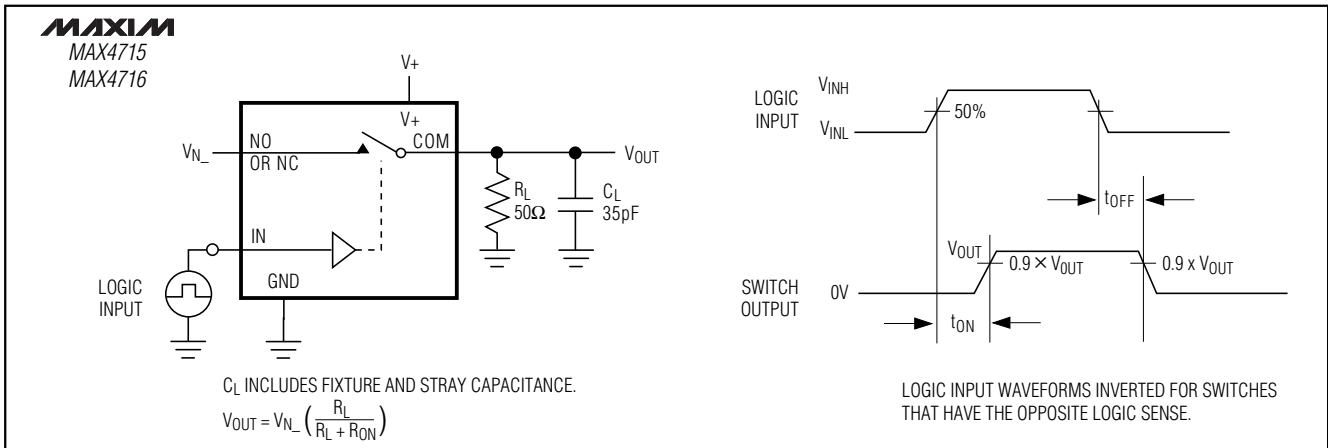 MAXIM
MAX4715
MAX4716
V+
V+
NO
OR NC
COM
V_N_
V_OUT
R_L
50Ω
C_L
35pF
IN
GND
LOGIC
INPUT
C_L INCLUDES FIXTURE AND STRAY CAPACITANCE.
V_OUT = V_N_ ( R_L / R_L + R_ON )
LOGIC
INPUT
V_INH
V_INL
50%
t_OFF
V_OUT
0.9 × V_OUT
0.9 x V_OUT
SWITCH
OUTPUT
0V
t_ON
LOGIC INPUT WAVEFORMS INVERTED FOR SWITCHES
THAT HAVE THE OPPOSITE LOGIC SENSE.